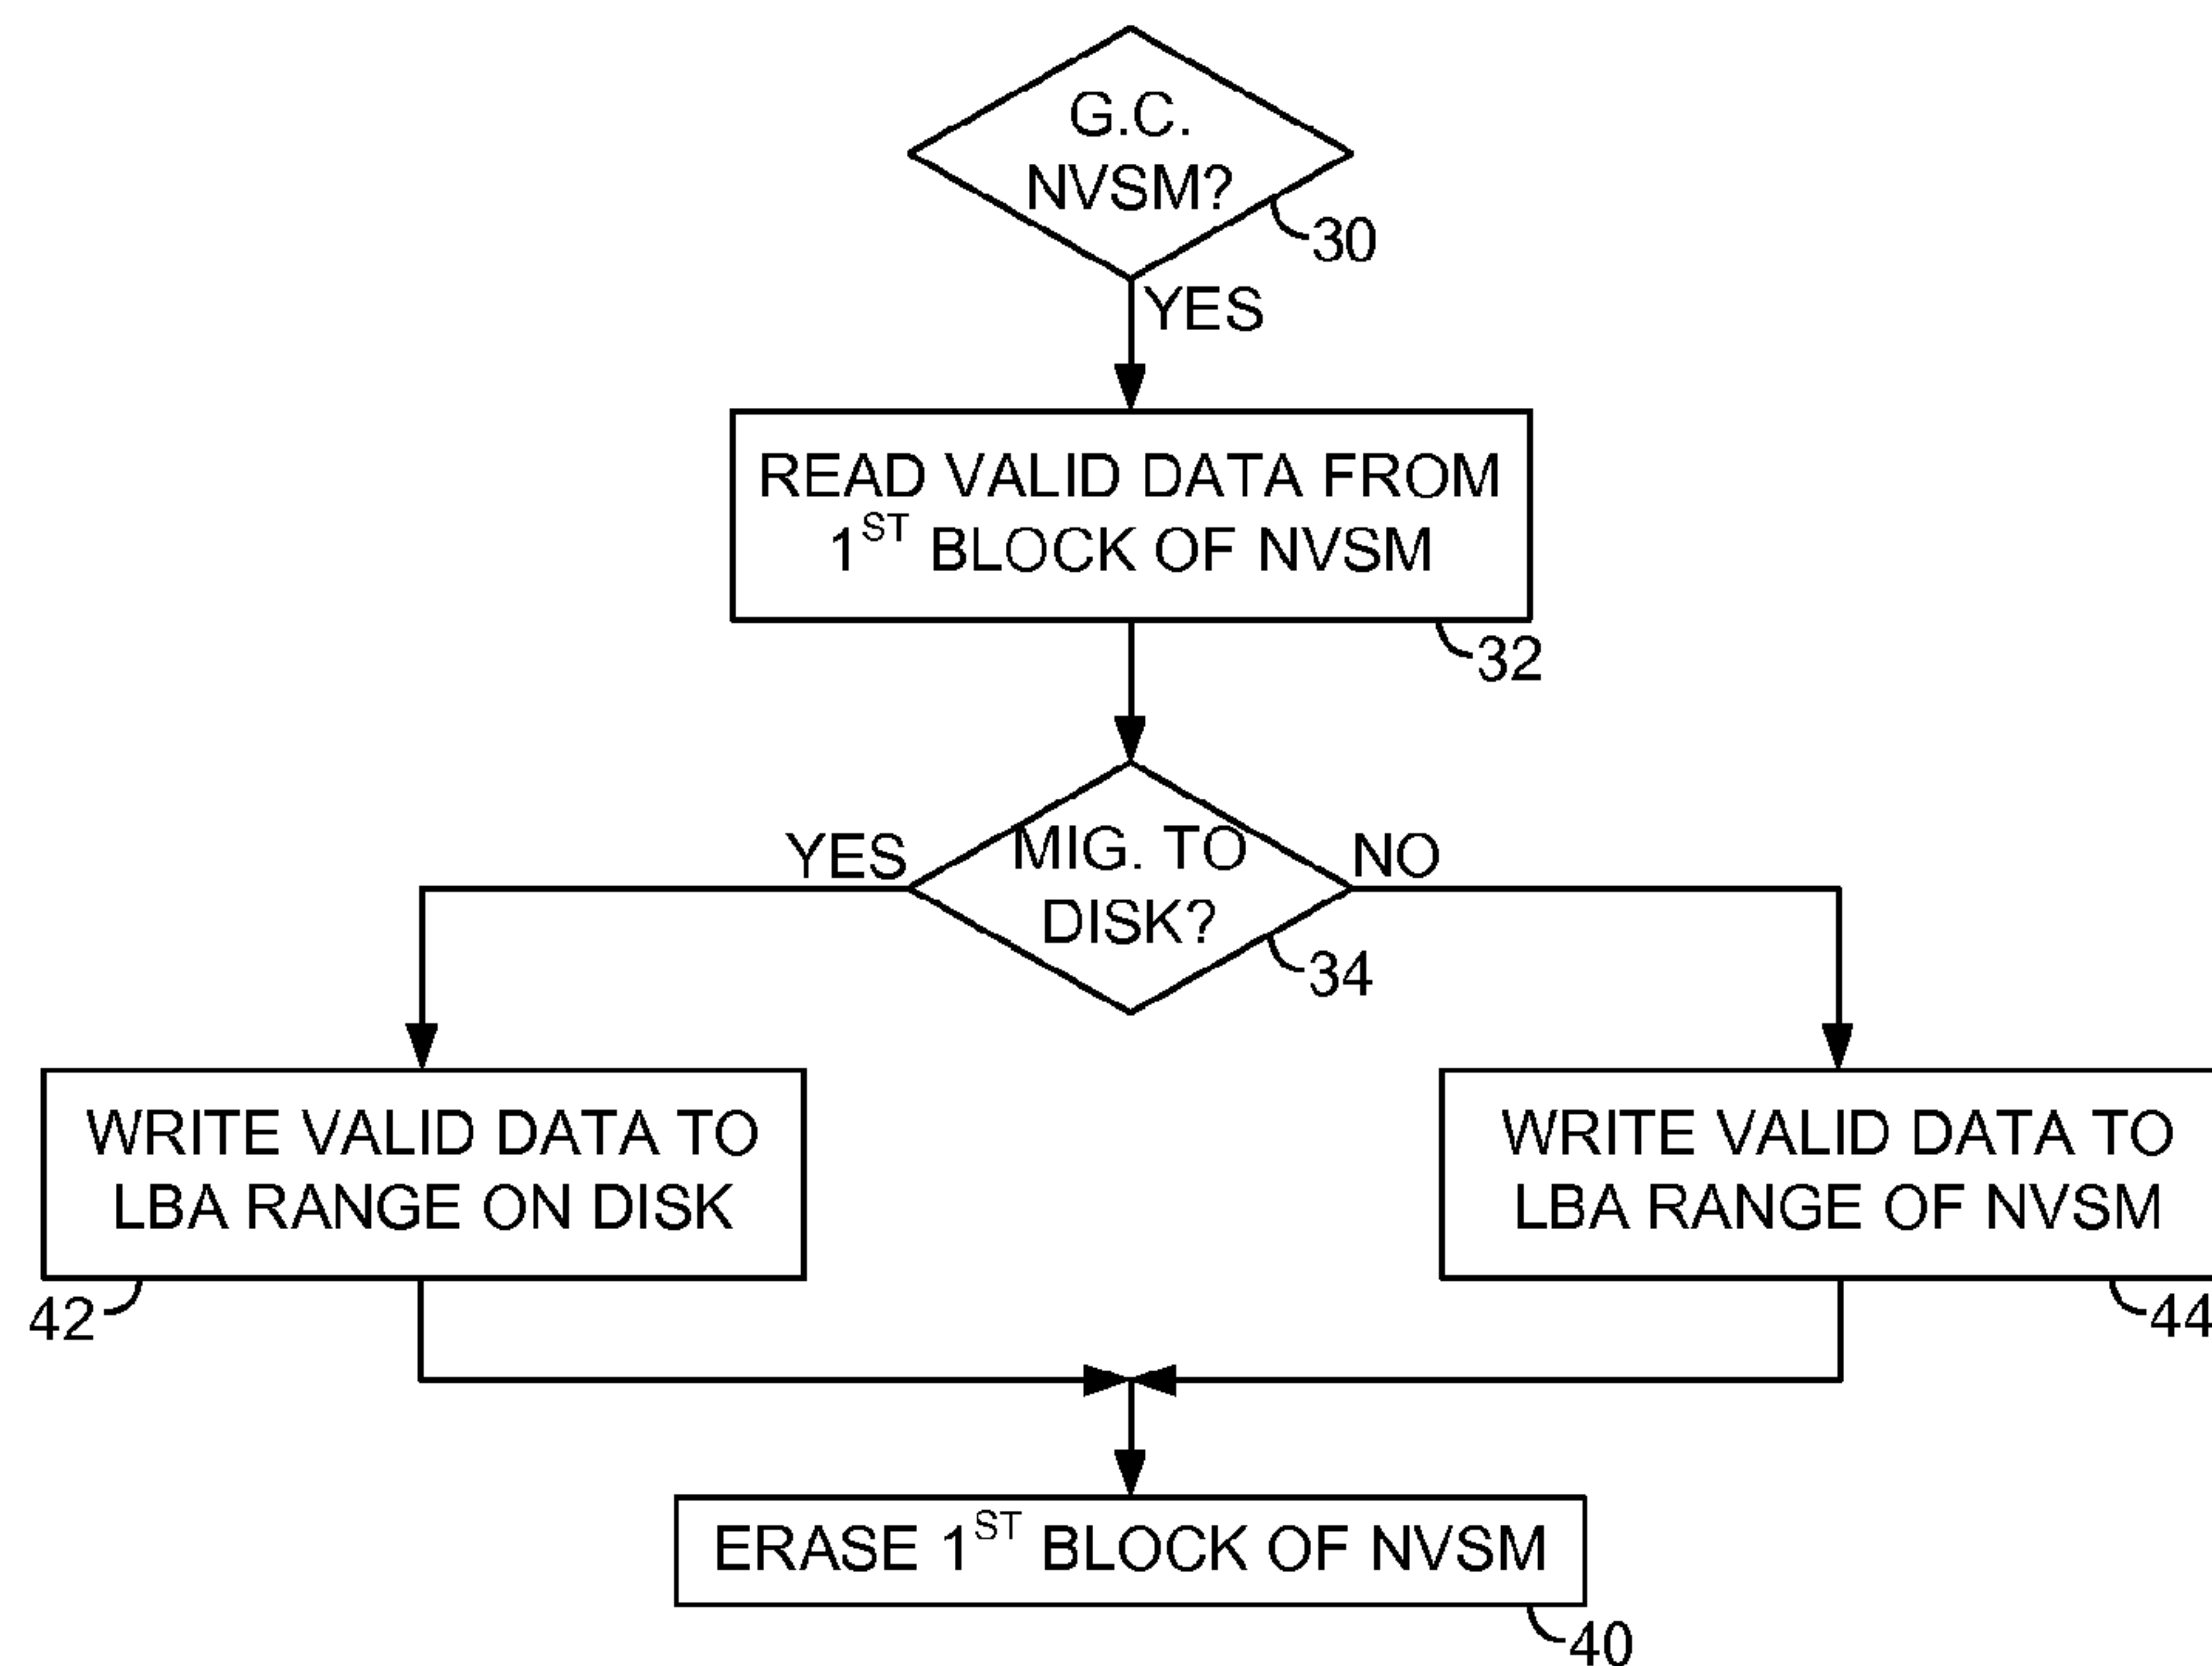 G.C.
NVSM?
30
YES
READ VALID DATA FROM
1ST BLOCK OF NVSM
32
YES
MIG. TO
NO
DISK?
34
WRITE VALID DATA TO
LBA RANGE ON DISK
WRITE VALID DATA TO
LBA RANGE OF NVSM
42
44
ERASE 1ST BLOCK OF NVSM
40